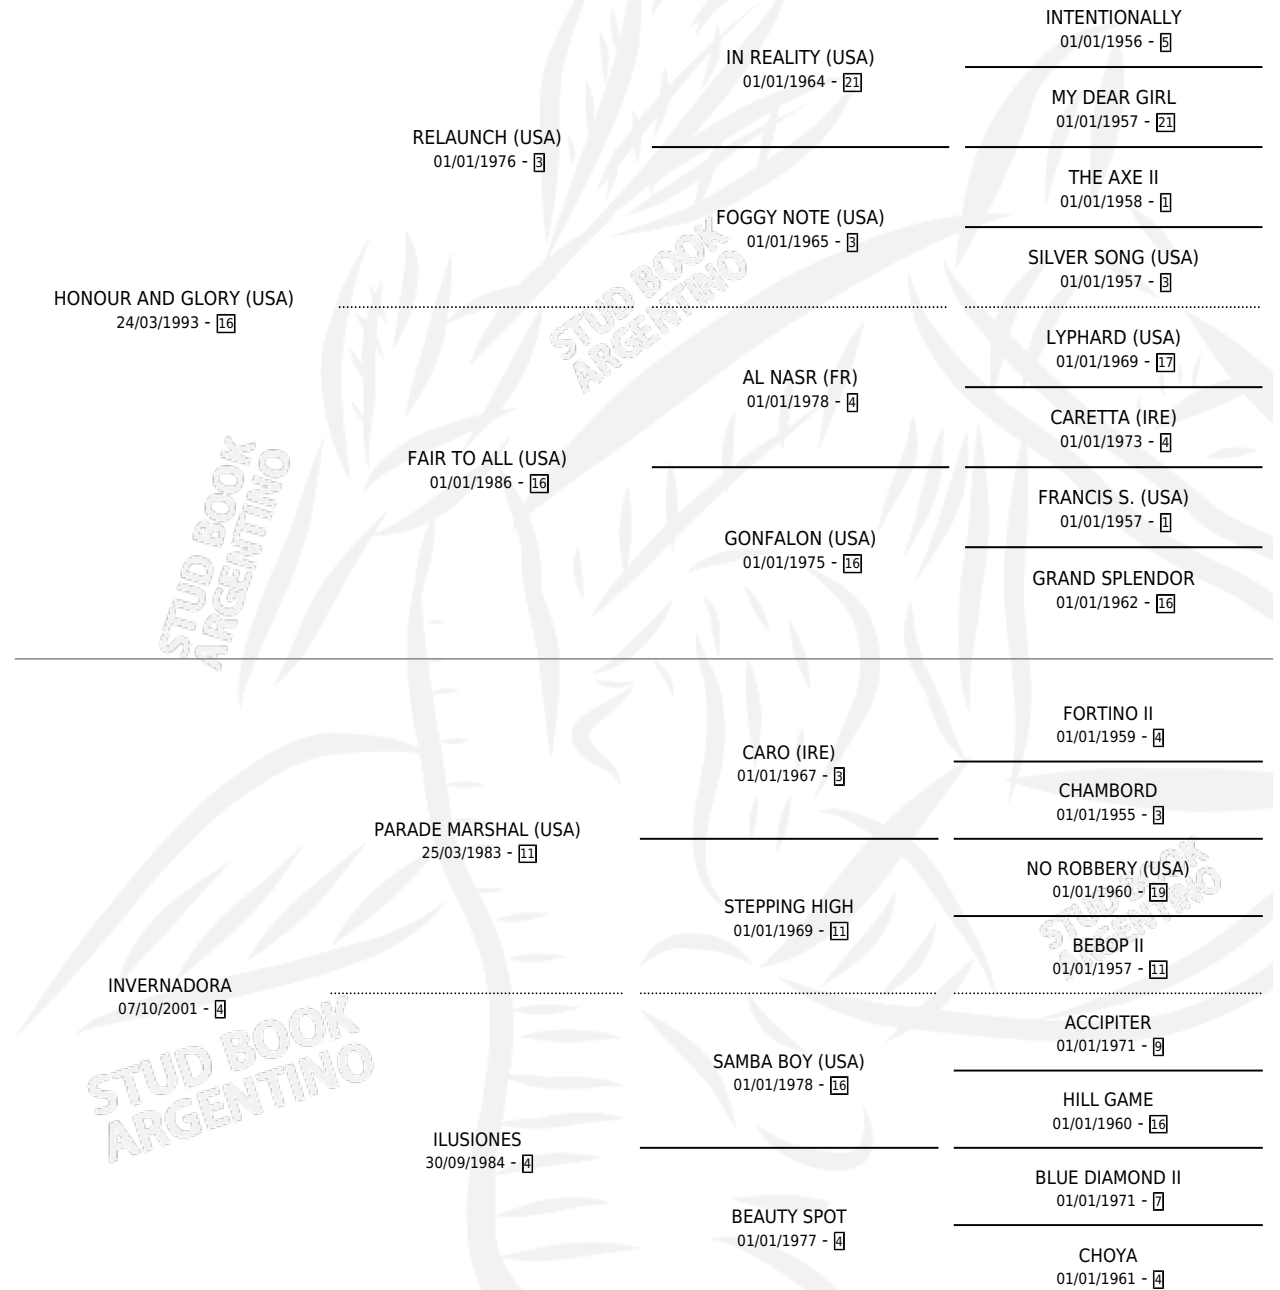 INTENTIONALLY
01/01/1956 - 5
IN REALITY (USA)
01/01/1964 - 21
MY DEAR GIRL
01/01/1957 - 21
RELAUNCH (USA)
01/01/1976 - 3
THE AXE II
01/01/1958 - 1
FOGGY NOTE (USA)
01/01/1965 - 3
SILVER SONG (USA)
01/01/1957 - 3
HONOUR AND GLORY (USA)
24/03/1993 - 16
LYPHARD (USA)
01/01/1969 - 17
AL NASR (FR)
01/01/1978 - 4
CARETTA (IRE)
01/01/1973 - 4
FAIR TO ALL (USA)
01/01/1986 - 16
FRANCIS S. (USA)
01/01/1957 - 1
GONFALON (USA)
01/01/1975 - 16
GRAND SPLENDOR
01/01/1962 - 16
FORTINO II
01/01/1959 - 4
CARO (IRE)
01/01/1967 - 3
CHAMBORD
01/01/1955 - 3
PARADE MARSHAL (USA)
25/03/1983 - 11
NO ROBBERY (USA)
01/01/1960 - 19
STEPPING HIGH
01/01/1969 - 11
BEBOP II
01/01/1957 - 11
INVERNADORA
07/10/2001 - 4
ACCIPITER
01/01/1971 - 9
SAMBA BOY (USA)
01/01/1978 - 16
HILL GAME
01/01/1960 - 16
ILUSIONES
30/09/1984 - 4
BLUE DIAMOND II
01/01/1971 - 7
BEAUTY SPOT
01/01/1977 - 4
CHOYA
01/01/1961 - 4
STUD BOOK
ARGENTINO
STUD BOOK
ARGENTINO
STUD BOOK
ARGENTINO
STUD BOOK
ARGENTINO